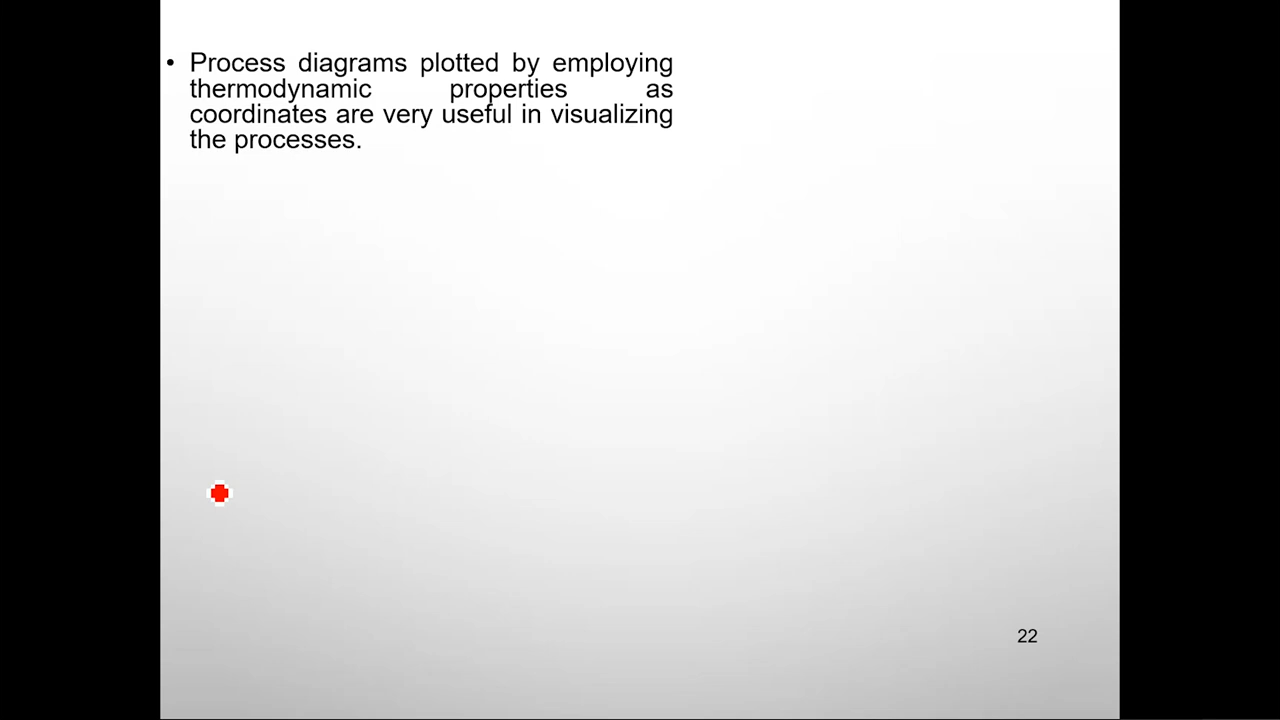 • Process diagrams plotted by employing
thermodynamic properties as
coordinates are very useful in visualizing
the processes.
22